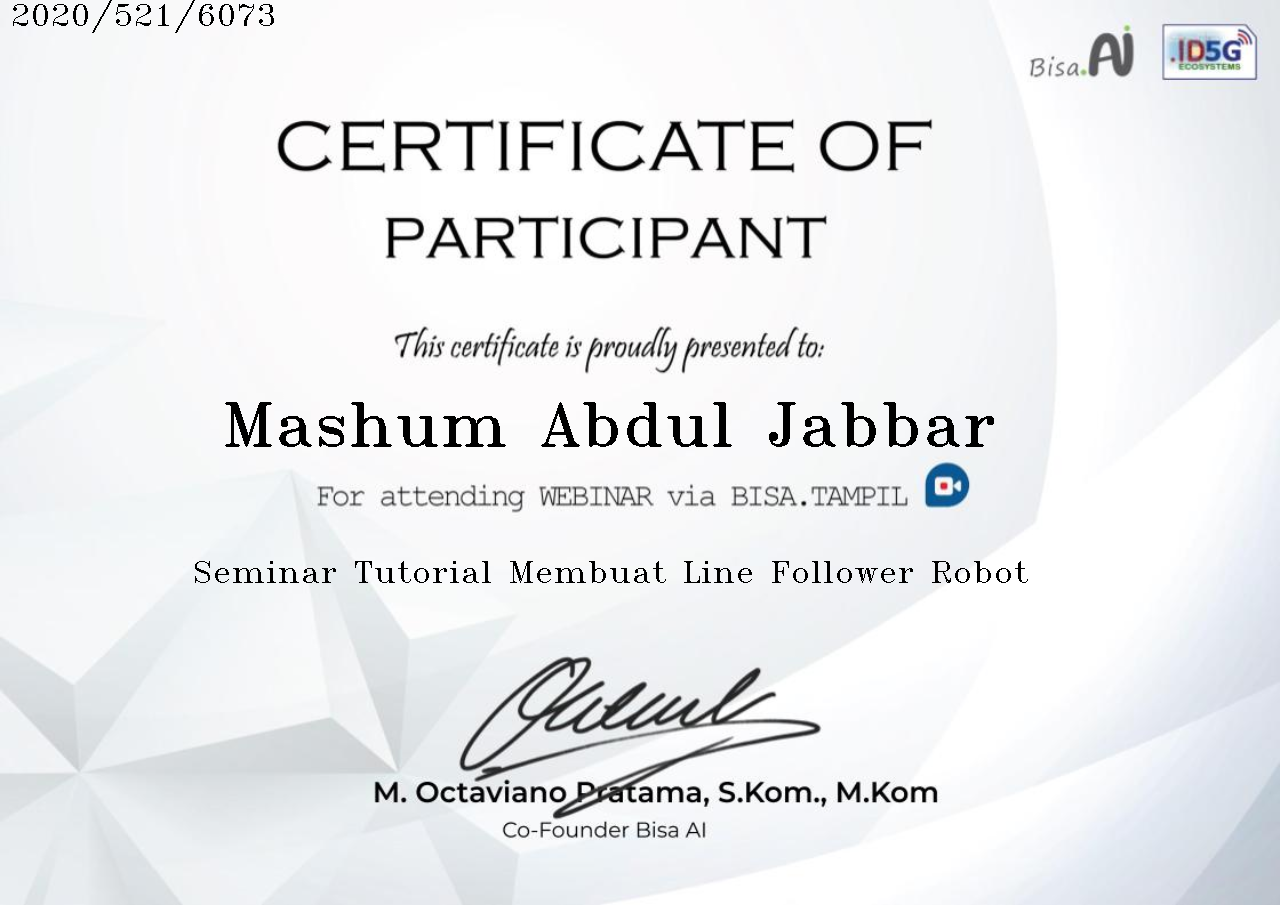 2020/521/6073
Bisa.AI
.ID5G
ECOSYSTEMS
CERTIFICATE OF
PARTICIPANT
This certificate is proudly presented to:
Mashum Abdul Jabbar
For attending WEBINAR via BISA.TAMPIL
Seminar Tutorial Membuat Line Follower Robot
M. Octaviano Pratama, S.Kom., M.Kom
Co-Founder Bisa AI